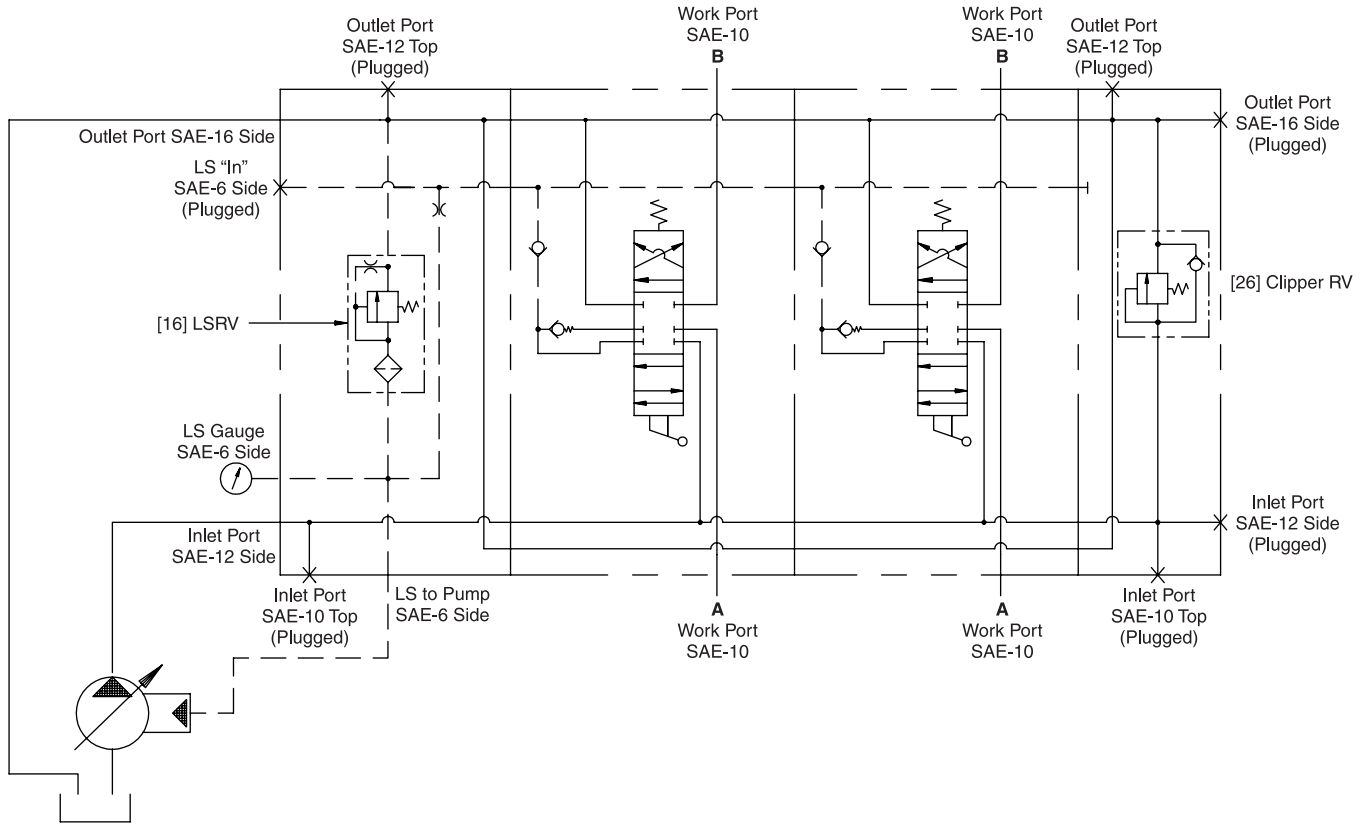 Outlet Port
SAE-12 Top
(Plugged)
Work Port
SAE-10
B
Work Port
SAE-10
B
Outlet Port
SAE-12 Top
(Plugged)
Outlet Port SAE-16 Side
Outlet Port
SAE-16 Side
(Plugged)
LS “In”
SAE-6 Side
(Plugged)
[26] Clipper RV
[16] LSRV
LS Gauge
SAE-6 Side
Inlet Port
SAE-12 Side
Inlet Port
SAE-12 Side
(Plugged)
Inlet Port
SAE-10 Top
(Plugged)
LS to Pump
SAE-6 Side
A
Work Port
SAE-10
A
Work Port
SAE-10
Inlet Port
SAE-10 Top
(Plugged)